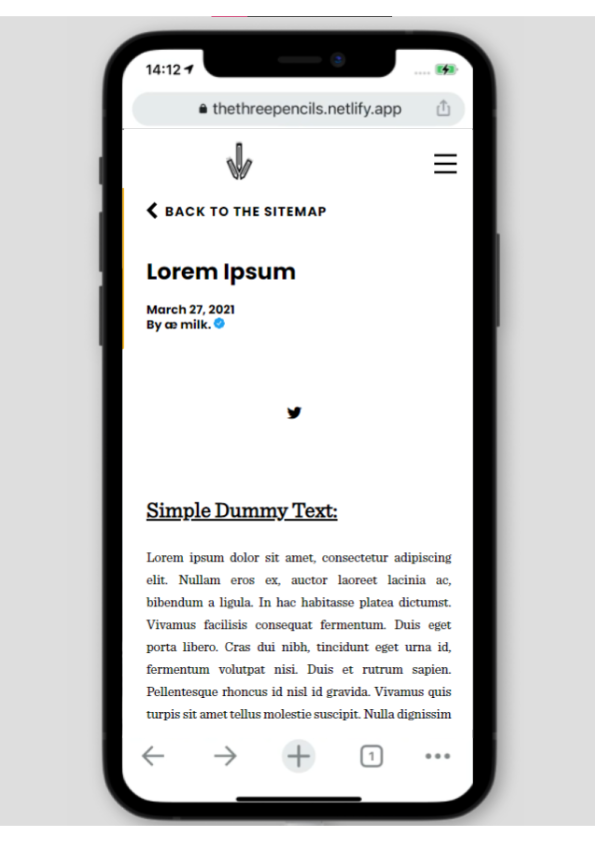 14:12
thethreepencils.netlify.app
BACK TO THE SITEMAP
Lorem Ipsum
March 27, 2021
By æ milk.
Simple Dummy Text:
Lorem ipsum dolor sit amet, consectetur adipiscing
elit. Nullam eros ex, auctor laoreet lacinia ac,
bibendum a ligula. In hac habitasse platea dictumst.
Vivamus facilisis consequat fermentum. Duis eget
porta libero. Cras dui nibh, tincidunt eget urna id,
fermentum volutpat nisi. Duis et rutrum sapien.
Pellentesque rhoncus id nisl id gravida. Vivamus quis
turpis sit amet tellus molestie suscipit. Nulla dignissim
1